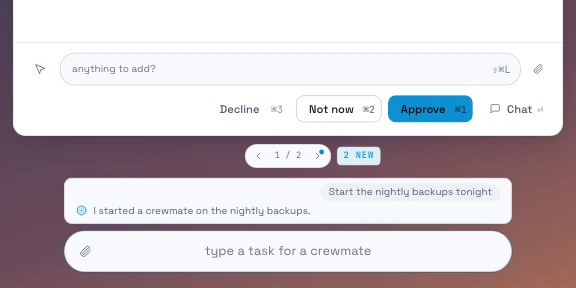 anything to add? ⇧⌘L
Decline ⌘3 Not now ⌘2 Approve ⌘1 Chat ⏎
1 / 2 2 NEW
Start the nightly backups tonight
I started a crewmate on the nightly backups.
type a task for a crewmate